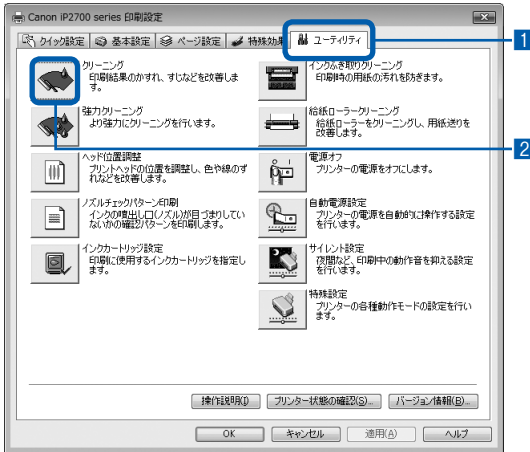 Canon iP2700 series 印刷設定
クイック設定
基本設定
ページ設定
特殊効果
ユーティリティ
1
クリーニング
印刷結果のかすれ、すじなどを改善しま
す。
インクふき取りクリーニング
印刷時の用紙の汚れを防ぎます。
強力クリーニング
より強力にクリーニングを行います。
給紙ローラークリーニング
給紙ローラーをクリーニングし、用紙送りを
改善します。
2
ヘッド位置調整
プリントヘッドの位置を調整し、色や線のず
れなどを改善します。
電源オフ
プリンターの電源をオフにします。
ノズルチェックパターン印刷
インクの噴出し口(ノズル)が目づまりしてい
ないかの確認パターンを印刷します。
自動電源設定
プリンターの電源を自動的に操作する設定
を行います。
インクカートリッジ設定
印刷に使用するインクカートリッジを指定し
ます。
サイレント設定
夜間など、印刷中の動作音を抑える設定
を行います。
特殊設定
プリンターの各種動作モードの設定を行い
ます。
操作説明(I)
プリンター状態の確認(S)...
バージョン情報(B)...
OK
キャンセル
適用(A)
ヘルプ